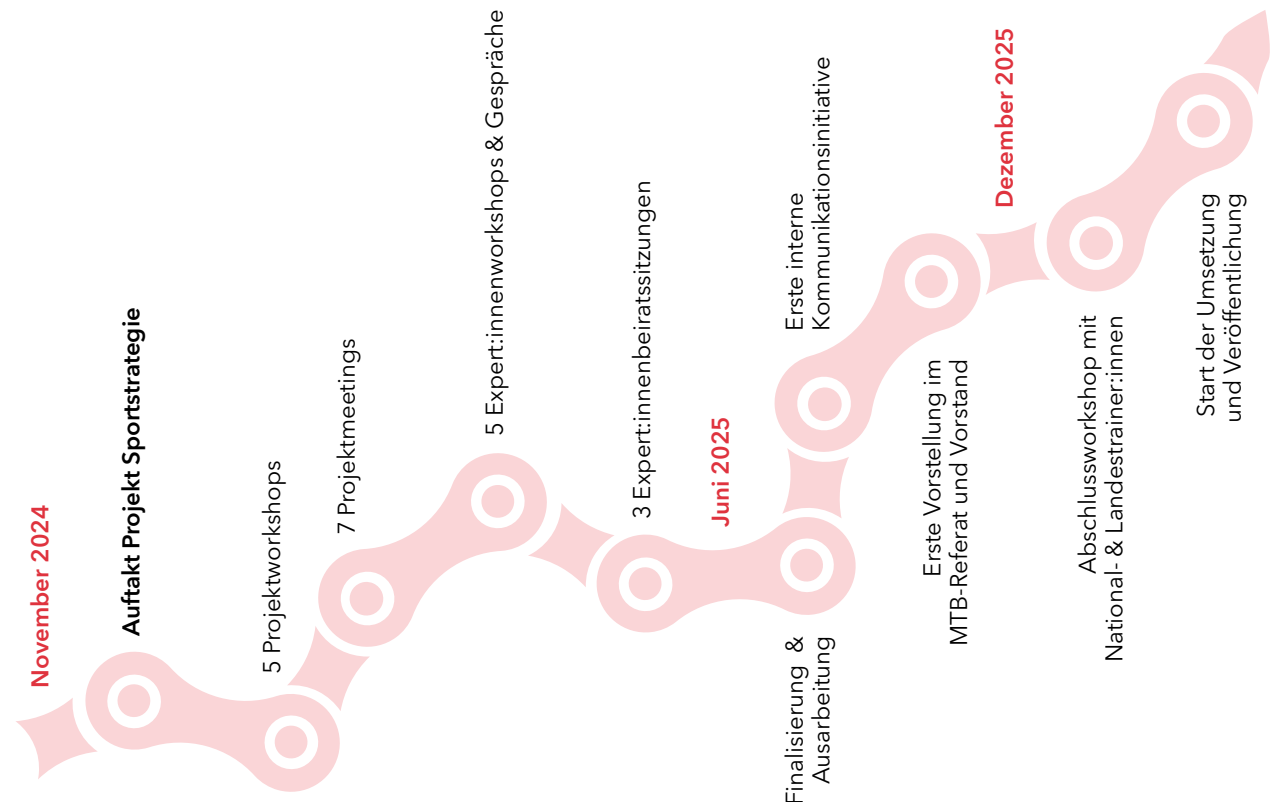 November 2024
Auftakt Projekt Sportstrategie
5 Projektworkshops
7 Projektmeetings
5 Expert:innenworkshops & Gespräche
3 Expert:innenbeiratssitzungen
Juni 2025
Finalisierung &
Ausarbeitung
Erste interne
Kommunikationsinitiative
Erste Vorstellung im
MTB-Referat und Vorstand
Dezember 2025
Abschlussworkshop mit
National- & Landestrainer:innen
Start der Umsetzung
und Veröffentlichung